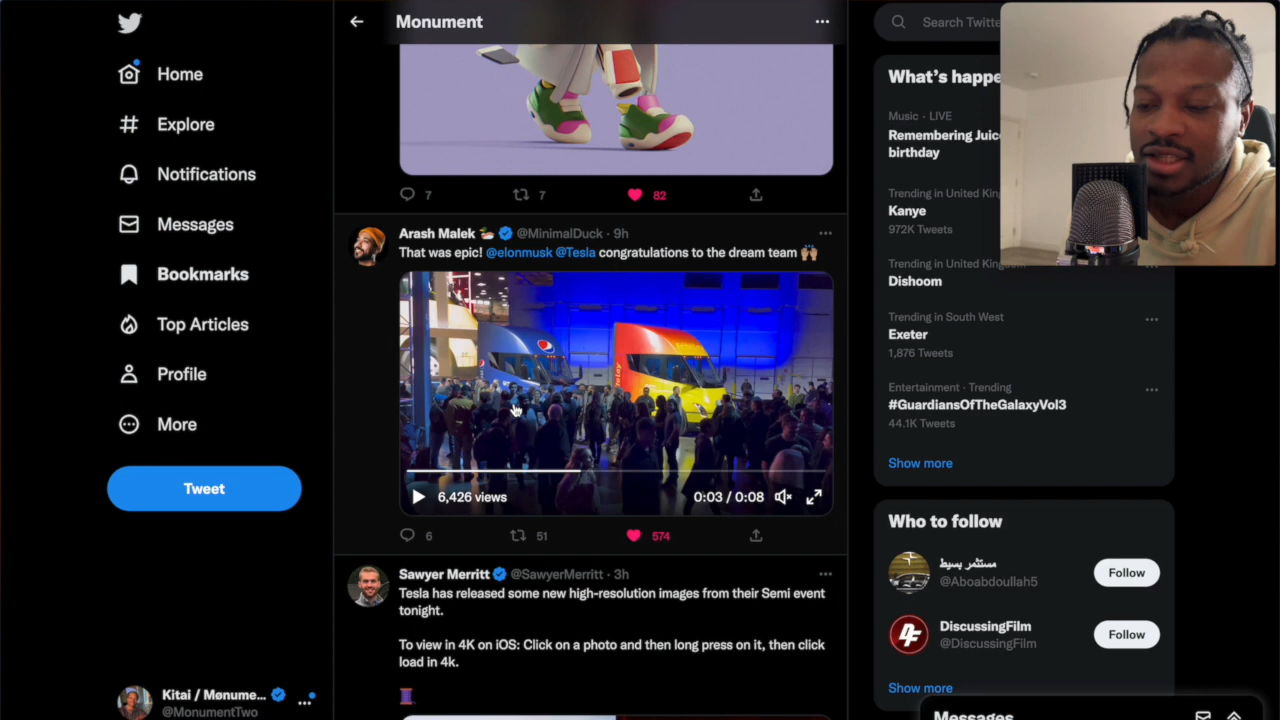 Monument
Home
Explore
Notifications
Messages
Bookmarks
Top Articles
Profile
More
Tweet
Kitai / Mønume...
@MonumentTwo
7
7
82
Arash Malek @MinimalDuck · 9h
That was epic! @elonmusk @Tesla congratulations to the dream team
6,426 views
0:03 / 0:08
6
51
574
Sawyer Merritt @SawyerMerritt · 3h
Tesla has released some new high-resolution images from their Semi event
tonight.
To view in 4K on iOS: Click on a photo and then long press on it, then click
load in 4k.
Search Twitte
What's happe
Music · LIVE
Remembering Juic
birthday
Trending in United King
Kanye
972K Tweets
Trending in United Kingdom
Dishoom
Trending in South West
Exeter
1,876 Tweets
Entertainment · Trending
#GuardiansOfTheGalaxyVol3
44.1K Tweets
Show more
Who to follow
مستثمر بسيط
@Aboabdoullah5
Follow
DiscussingFilm
@DiscussingFilm
Follow
Show more
Messages